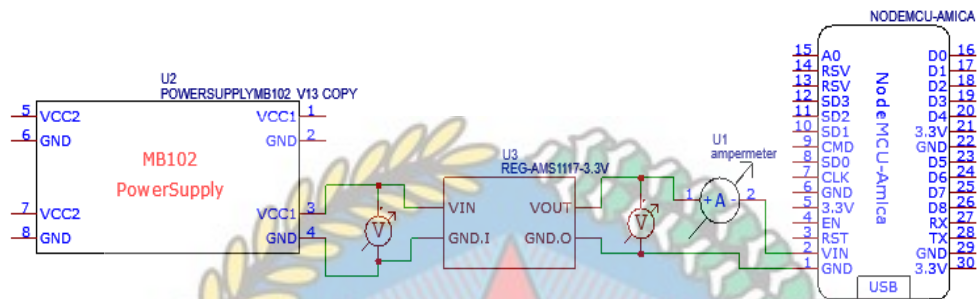 NODEMCU-AMICA
U2
POWERSUPPLYMB102 V13 COPY
5 VCC2 VCC1 1
6 GND GND 2
MB102
PowerSupply
7 VCC2 VCC1 3
8 GND GND 4
U3
REG-AMS1117-3.3V
VIN VOUT
GND.I GND.O
V
V
U1
ampermeter
1 +A- 2
NodeMCU-Amica
15 A0 D0 16
14 RSV D1 17
13 RSV D2 18
12 SD3 D3 19
11 SD2 D4 20
10 SD1 3.3V 21
9 CMD GND 22
8 SD0 D5 23
7 CLK D6 24
6 GND D7 25
5 3.3V D8 26
4 EN RX 27
3 RST TX 28
2 VIN GND 29
1 GND 3.3V 30
USB